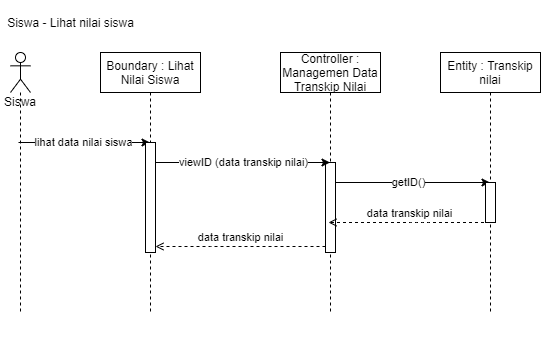 Siswa - Lihat nilai siswa
Siswa
Boundary : Lihat
Nilai Siswa
Controller :
Managemen Data
Transkip Nilai
Entity : Transkip
nilai
lihat data nilai siswa
viewID (data transkip nilai)
getID()
data transkip nilai
data transkip nilai